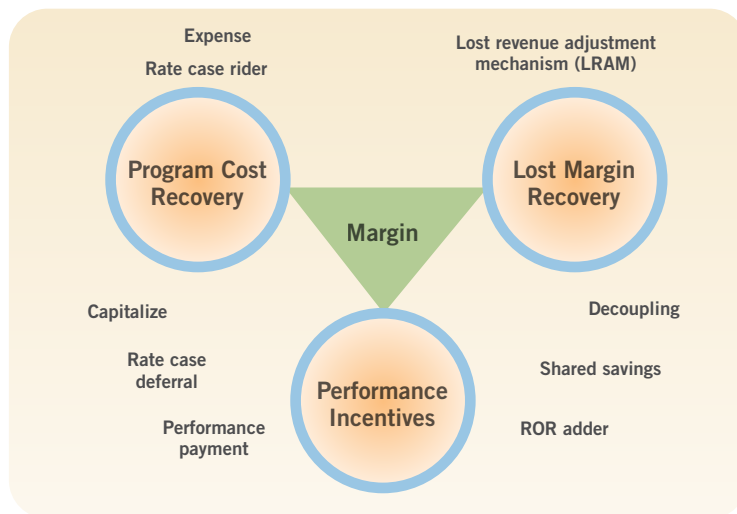 Expense
Rate case rider
Lost revenue adjustment
mechanism (LRAM)
Program Cost
Recovery
Lost Margin
Recovery
Margin
Capitalize
Rate case
deferral
Performance
payment
Performance
Incentives
Decoupling
Shared savings
ROR adder